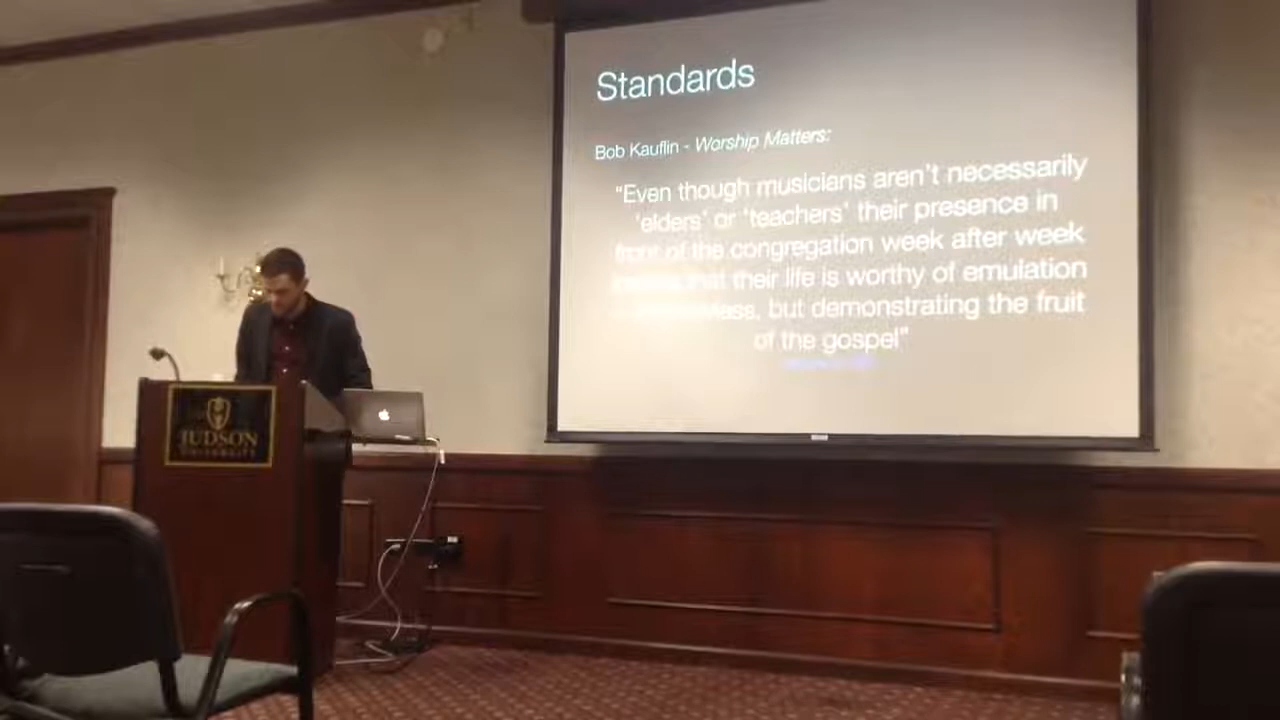 Standards
Bob Kauflin - Worship Matters:
“Even though musicians aren't necessarily
'elders' or 'teachers' their presence in
front of the congregation week after week
that their life is worthy of emulation
but demonstrating the fruit
of the gospel”
JUDSON
UNIVERSITY